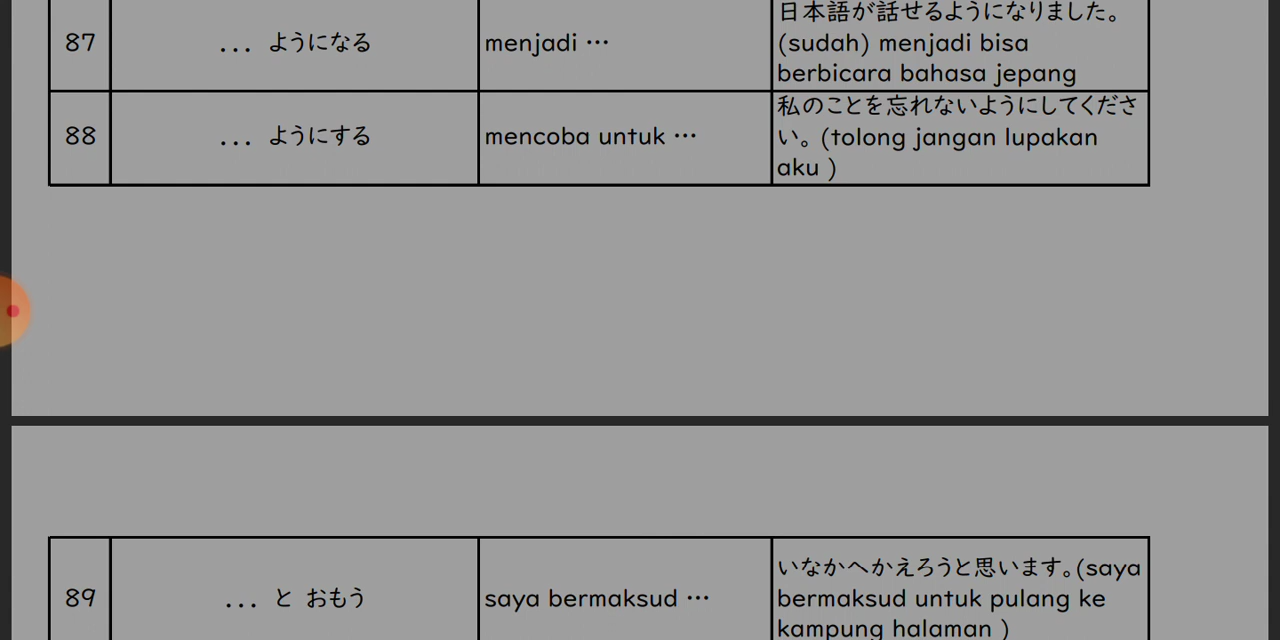 日本語が話せるようになりました。
87 ... ようになる menjadi … (sudah) menjadi bisa
berbicara bahasa jepang
私のことを忘れないようにしてくださ
88 ... ようにする mencoba untuk … い。(tolong jangan lupakan
aku )
いなかへかえろうと思います。(saya
89 ... と おもう saya bermaksud … bermaksud untuk pulang ke
kampung halaman )